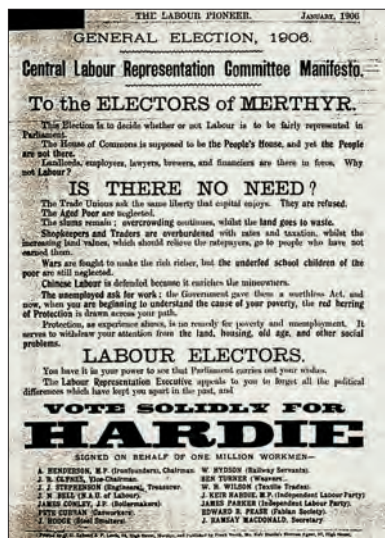 THE LABOUR PIONEER. JANUARY, 1906
GENERAL ELECTION, 1906.
Central Labour Representation Committee Manifesto.
To the ELECTORS of MERTHYR.
This Election is to decide whether or not Labour is to be fairly represented in
Parliament.
The House of Commons is supposed to be the People's House, and yet the People
are not there.
Landlords, employers, lawyers, brewers, and financiers are there in force. Why
not Labour?
IS THERE NO NEED?
The Trade Unions ask the same liberty that capital enjoys. They are refused.
The Aged Poor are neglected.
The slums remain; overcrowding continues, whilst the land goes to waste.
Shopkeepers and Traders are overburdened with rates and taxation, whilst the
increasing land values, which should relieve the ratepayers, go to people who have not
earned them.
Wars are fought to make the rich richer, but the underfed school children of the
poor are still neglected.
Chinese Labour is defended because it enriches the mineowners.
The unemployed ask for work; the Government gave them a worthless Act, and
now, when you are beginning to understand the cause of your poverty, the red herring
of Protection is drawn across your path.
Protection, as experience shows, is no remedy for poverty and unemployment. It
serves to withdraw your attention from the land, housing, old age, and other social
problems.
LABOUR ELECTORS.
You have it in your power to see that Parliament carries out your wishes.
The Labour Representation Executive appeals to you to forget all the political
differences which have kept you apart in the past, and
VOTE SOLIDLY FOR
HARDIE
SIGNED ON BEHALF OF ONE MILLION WORKMEN—
A. HENDERSON, M.P. (Ironfounders), Chairman.
J. R. CLYNES, Vice-Chairman.
J. J. STEPHENSON (Engineers), Treasurer.
J. N. BELL (N.A.U. of Labour).
JAMES CONLEY, J.P. (Boilermakers).
PETE CURRAN (Gasworkers).
J. HODGE (Steel Smelters).
W. HUDSON (Railway Servants).
BEN TURNER (Weavers).
W. H. WILSON (Textile Trades).
J. KEIR HARDIE, M.P. (Independent Labour Party)
JAMES PARKER (Independent Labour Party).
EDWARD R. PEASE (Fabian Society).
J. RAMSAY MACDONALD, Secretary